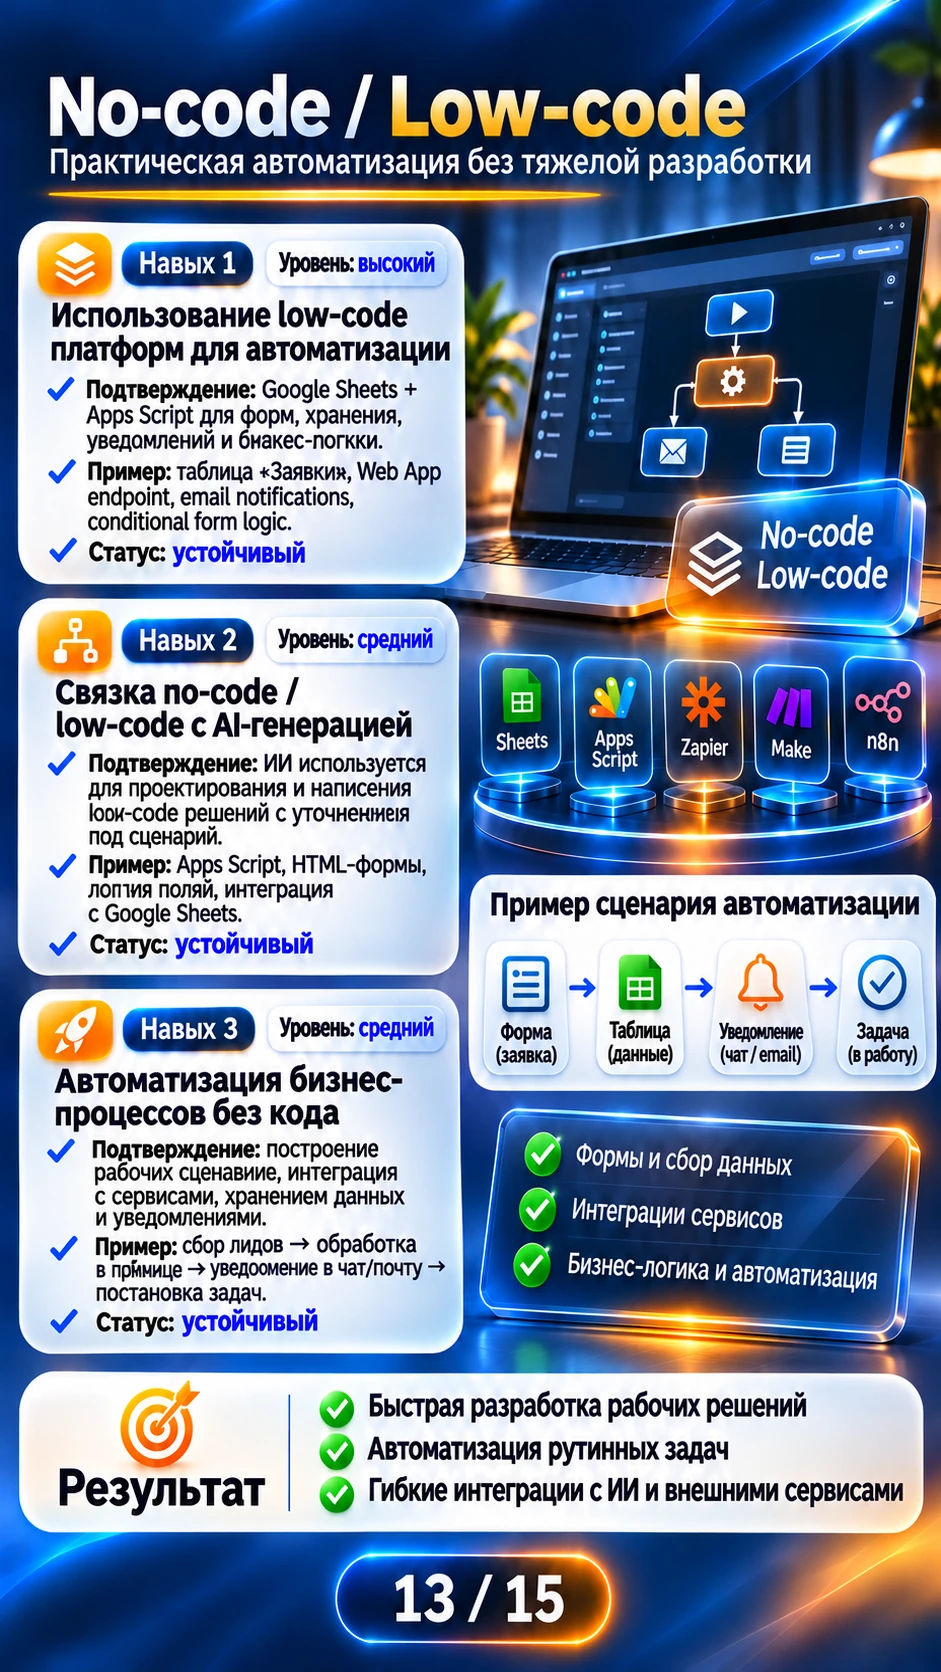 No-code / Low-code
Практическая автоматизация без тяжелой разработки
Навых 1
Уровень: высокий
Использование low-code
платформ для автоматизации
Подтверждение: Google Sheets +
Apps Script для форм, хранения,
уведомлений и
Пример: таблица «Заявки», Web App
endpoint, email notifications,
conditional form logic.
Статус: устойчивый
Навых 2
Уровень: средний
Связка no-code /
low-code с AI-генерацией
Подтверждение: ИИ используется
для проектирования и написения
решений с
под сценарий.
Пример: Apps Script, HTML-формы,
поляй, интеграция
с Google Sheets.
Статус: устойчивый
Навых 3
Уровень: средний
Автоматизация бизнес-
процессов без кода
Подтверждение: построение
рабочих интеграция
с сервисами, хранением данных
и уведомлениями.
Пример: сбор лидов → обработка
в → в чат/почту →
постановка задач.
Статус: устойчивый
No-code
Low-code
Sheets
Apps
Script
Zapier
Make
n8n
Пример сценария автоматизации
Форма
(заявка)
Таблица
(данные)
Уведомление
(чат / email)
Задача
(в работу)
Формы и сбор данных
Интеграции сервисов
Бизнес-логика и автоматизация
Результат
Быстрая разработка рабочих решений
Автоматизация рутинных задач
Гибкие интеграции с ИИ и внешними сервисами
13 / 15